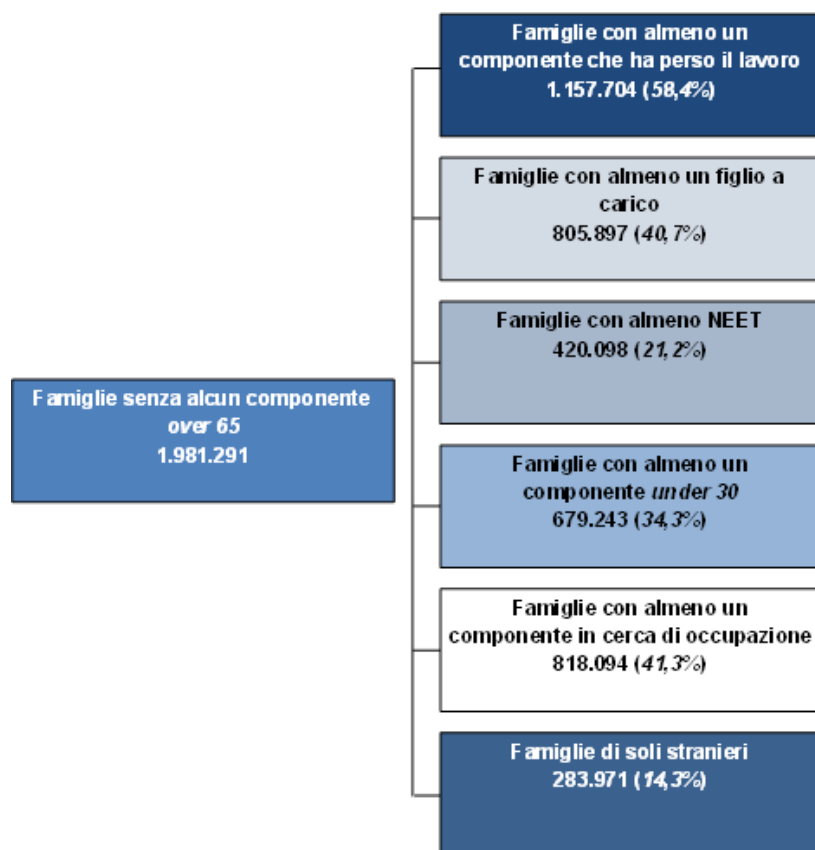 Famiglie con almeno un
componente che ha perso il lavoro
1.157.704 (58,4%)
Famiglie con almeno un figlio a
carico
805.897 (40,7%)
Famiglie con almeno NEET
420.098 (21,2%)
Famiglie senza alcun componente
over 65
1.981.291
Famiglie con almeno un
componente under 30
679.243 (34,3%)
Famiglie con almeno un
componente in cerca di occupazione
818.094 (41,3%)
Famiglie di soli stranieri
283.971 (14,3%)